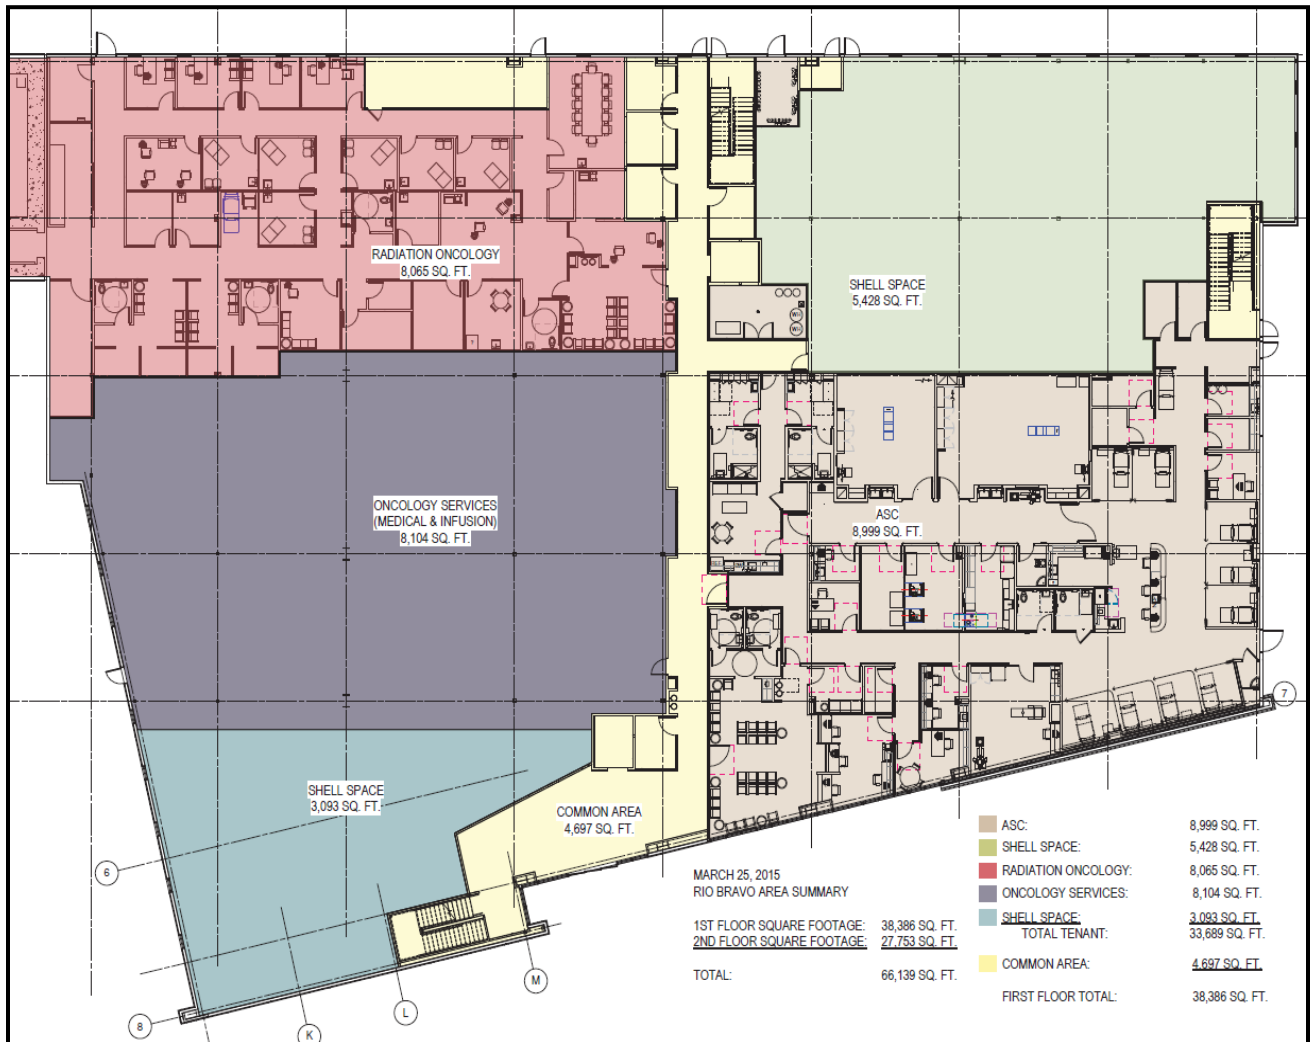 RADIATION ONCOLOGY
8,065 SQ. FT.
SHELL SPACE
5,428 SQ. FT.
WH
WH
ONCOLOGY SERVICES
(MEDICAL & INFUSION)
8,104 SQ. FT.
ASC
8,999 SQ. FT.
7
SHELL SPACE
3,093 SQ. FT.
COMMON AREA
4,697 SQ. FT.
6
8
K
L
M
MARCH 25, 2015
RIO BRAVO AREA SUMMARY
1ST FLOOR SQUARE FOOTAGE: 38,386 SQ. FT.
2ND FLOOR SQUARE FOOTAGE: 27,753 SQ. FT.
TOTAL: 66,139 SQ. FT.
ASC: 8,999 SQ. FT.
SHELL SPACE: 5,428 SQ. FT.
RADIATION ONCOLOGY: 8,065 SQ. FT.
ONCOLOGY SERVICES: 8,104 SQ. FT.
SHELL SPACE: 3,093 SQ. FT.
TOTAL TENANT: 33,689 SQ. FT.
COMMON AREA: 4,697 SQ. FT.
FIRST FLOOR TOTAL: 38,386 SQ. FT.